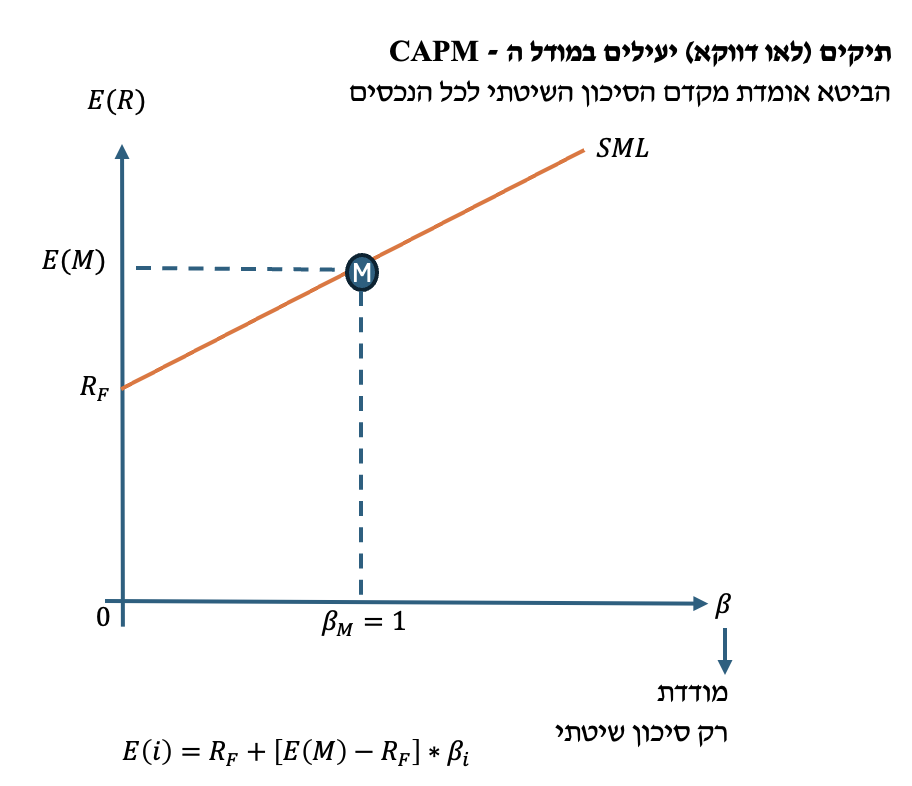 תיקים (לאו דווקא) יעילים במודל ה - CAPM
הביטא אומדת מקדם הסיכון השיטתי לכל הנכסים
E(R)
SML
E(M)
M
R_F
0
β_M = 1
β
מודדת
רק סיכון שיטתי
E(i) = R_F + [E(M) − R_F] * β_i